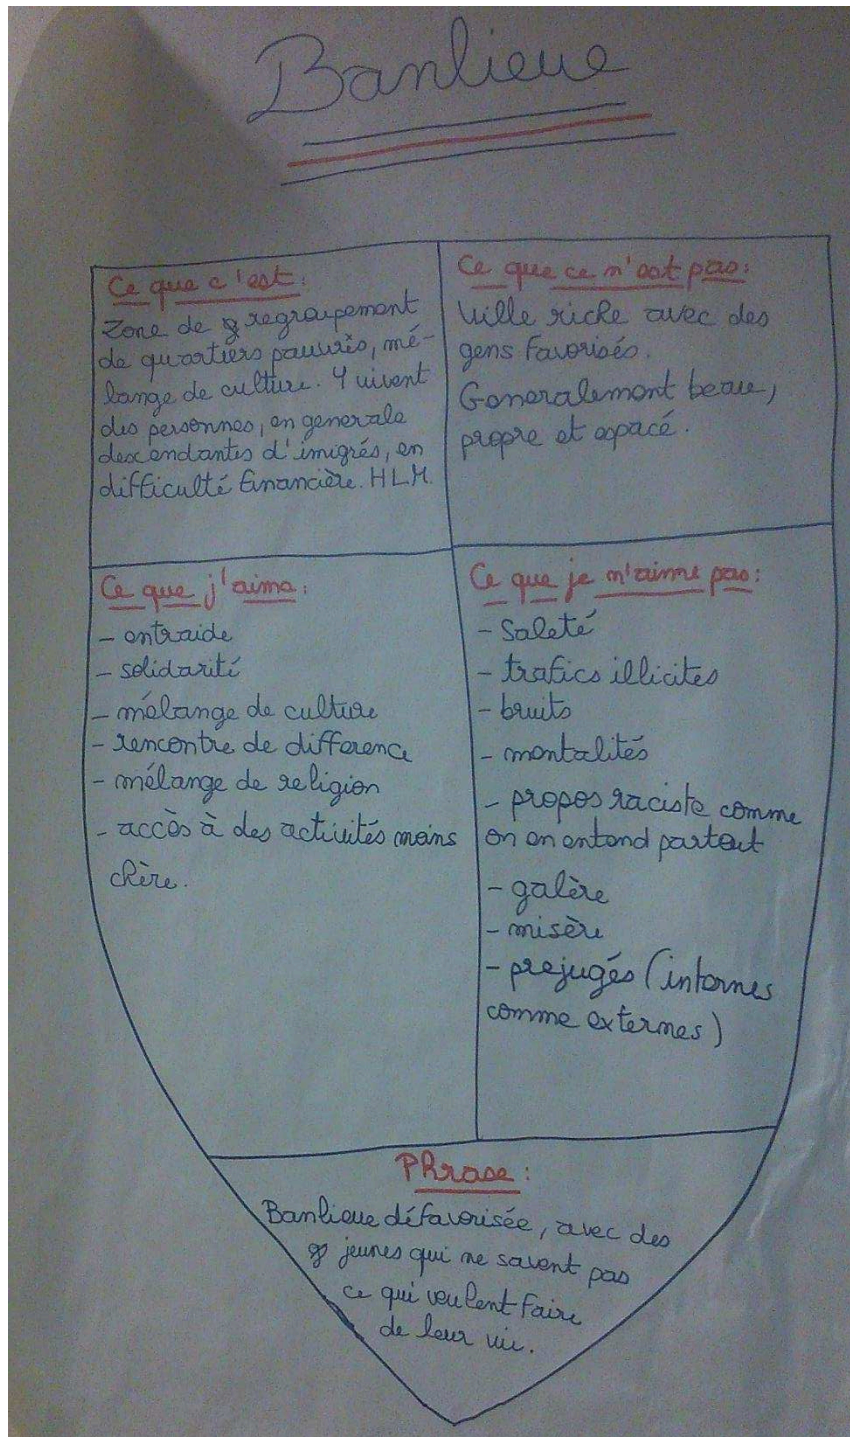 Banlieue
Ce que c'est :
Zone de regroupement
de quartiers pauvres, mé-
lange de culture. Y vivent
des personnes, en generale
descendantes d'imigrés, en
difficulté financière. HLM.
Ce que ce n'est pas :
Ville riche avec des
gens favorisés.
Generalement beau,
propre et espacé.
Ce que j'aime :
- entraide
- solidarité
- mélange de culture
- rencontre de difference
- mélange de religion
- accès à des activités moins
chère.
Ce que je n'aime pas :
- Saleté
- trafics illicites
- bruits
- mentalités
- propos raciste comme
on en entend partout
- galère
- misère
- prejugés (internes
comme externes)
Phrase :
Banlieue défavorisée, avec des
jeunes qui ne savent pas
ce qui veulent faire
de leur vie.